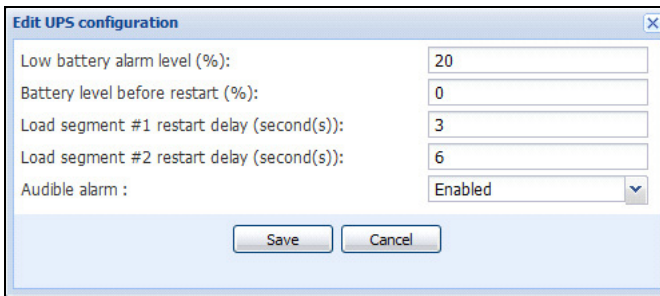 Edit UPS configuration
Low battery alarm level (%): 20
Battery level before restart (%): 0
Load segment #1 restart delay (second(s)): 3
Load segment #2 restart delay (second(s)): 6
Audible alarm : Enabled
Save Cancel